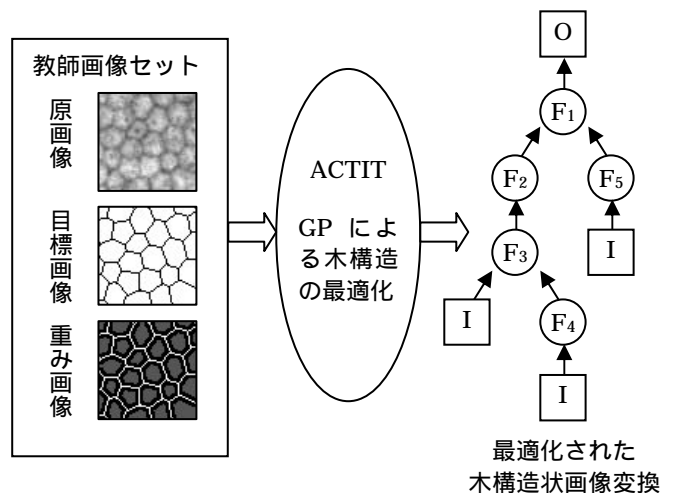 教師画像セット
原画像
目標画像
重み画像
ACTIT
GP によ
る木構造
の最適化
O
F1
F2
F5
F3
I
I
F4
I
最適化された
木構造状画像変換